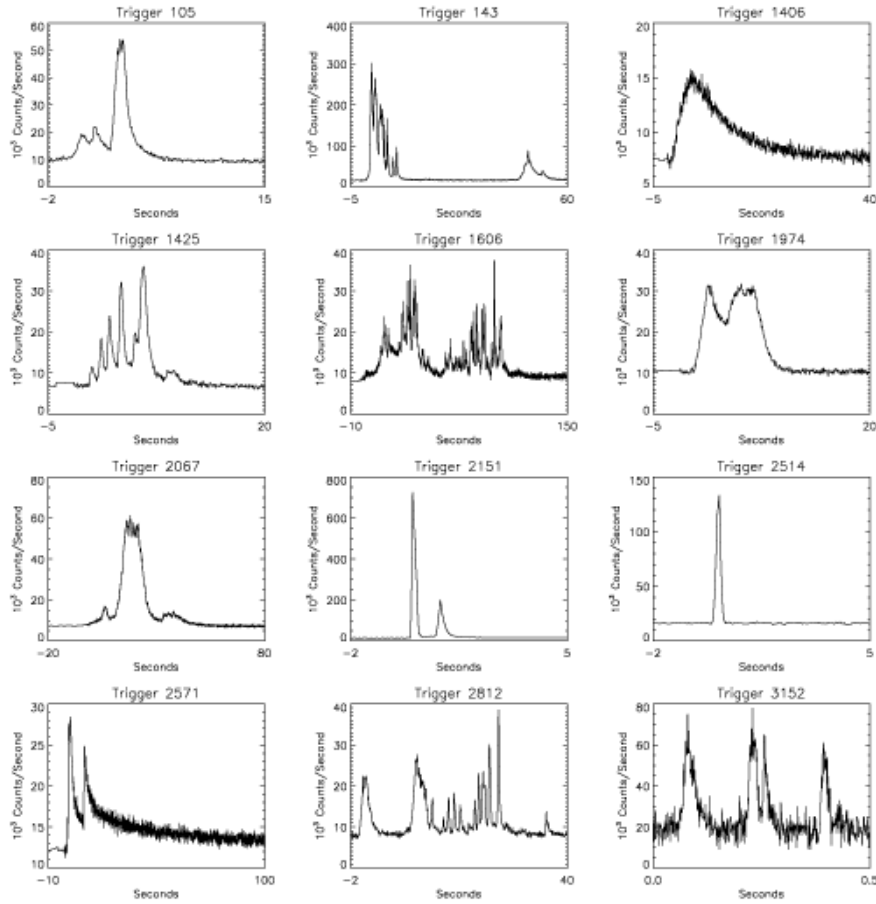 Trigger 105
10³ Counts/Second
60
50
40
30
20
10
0
-2
15
Seconds
Trigger 143
10³ Counts/Second
400
300
200
100
0
-5
60
Seconds
Trigger 1406
10³ Counts/Second
20
15
10
5
-5
40
Seconds
Trigger 1425
10³ Counts/Second
40
30
20
10
0
-5
20
Seconds
Trigger 1606
10³ Counts/Second
40
30
20
10
0
-10
150
Seconds
Trigger 1974
10³ Counts/Second
40
30
20
10
0
-5
20
Seconds
Trigger 2067
10³ Counts/Second
80
60
40
20
0
-20
80
Seconds
Trigger 2151
10³ Counts/Second
800
600
400
200
0
-2
5
Seconds
Trigger 2514
10³ Counts/Second
150
100
50
0
-2
5
Seconds
Trigger 2571
10³ Counts/Second
30
25
20
15
10
-10
100
Seconds
Trigger 2812
10³ Counts/Second
40
30
20
10
0
-2
40
Seconds
Trigger 3152
10³ Counts/Second
80
60
40
20
0
0.0
0.5
Seconds